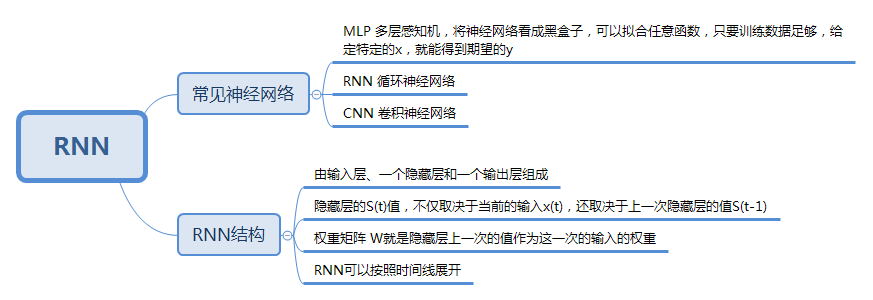 RNN
常见神经网络
MLP 多层感知机，将神经网络看成黑盒子，可以拟合任意函数，只要训练数据足够，给
定特定的x，就能得到期望的y
RNN 循环神经网络
CNN 卷积神经网络
RNN结构
由输入层、一个隐藏层和一个输出层组成
隐藏层的S(t)值，不仅取决于当前的输入x(t)，还取决于上一次隐藏层的值S(t-1)
权重矩阵 W就是隐藏层上一次的值作为这一次的输入的权重
RNN可以按照时间线展开